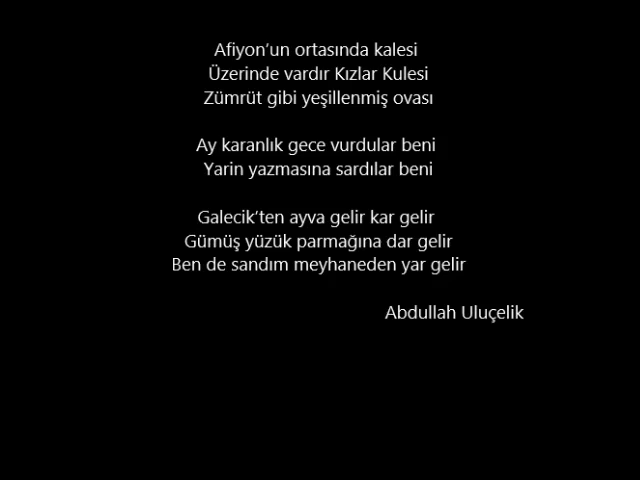 Afiyon’un ortasında kalesi
Üzerinde vardır Kızlar Kulesi
Zümrüt gibi yeşillenmiş ovası
Ay karanlık gece vurdular beni
Yarin yazmasına sardılar beni
Galecik’ten ayva gelir kar gelir
Gümüş yüzük parmağına dar gelir
Ben de sandım meyhaneden yar gelir
Abdullah Uluçelik